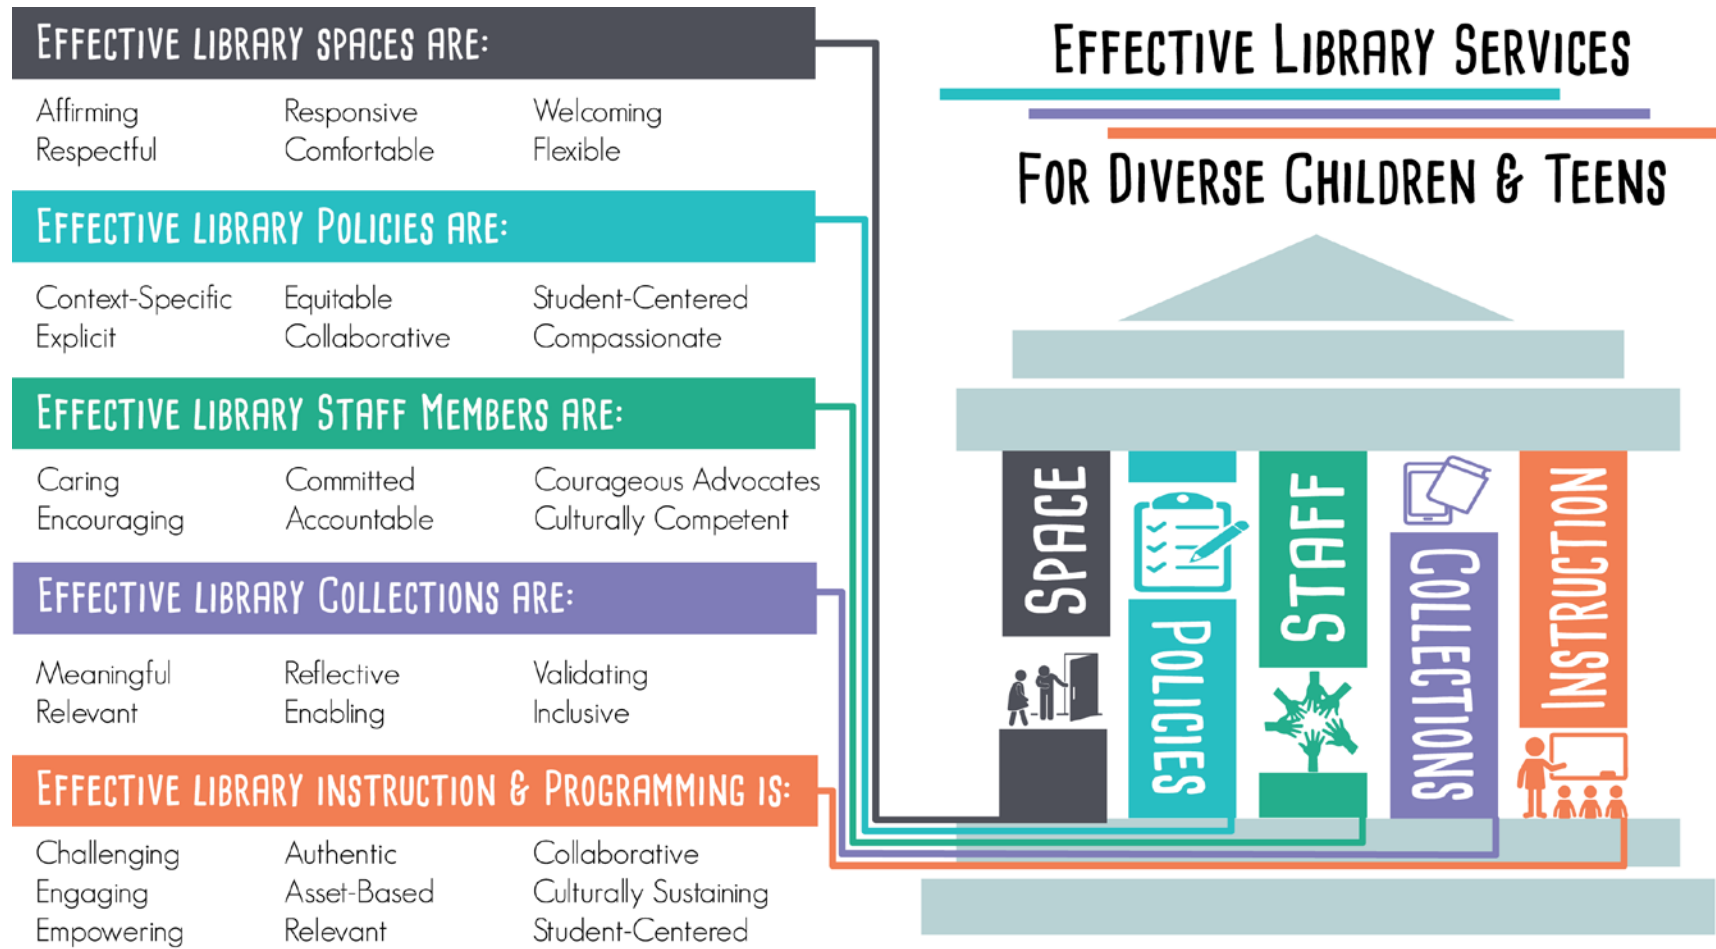 EFFECTIVE LIBRARY SPACES ARE:
Affirming Responsive Welcoming
Respectful Comfortable Flexible
EFFECTIVE LIBRARY POLICIES ARE:
Context-Specific Equitable Student-Centered
Explicit Collaborative Compassionate
EFFECTIVE LIBRARY STAFF MEMBERS ARE:
Caring Committed Courageous Advocates
Encouraging Accountable Culturally Competent
EFFECTIVE LIBRARY COLLECTIONS ARE:
Meaningful Reflective Validating
Relevant Enabling Inclusive
EFFECTIVE LIBRARY INSTRUCTION & PROGRAMMING IS:
Challenging Authentic Collaborative
Engaging Asset-Based Culturally Sustaining
Empowering Relevant Student-Centered
EFFECTIVE LIBRARY SERVICES
FOR DIVERSE CHILDREN & TEENS
SPACE
POLICIES
STAFF
COLLECTIONS
INSTRUCTION